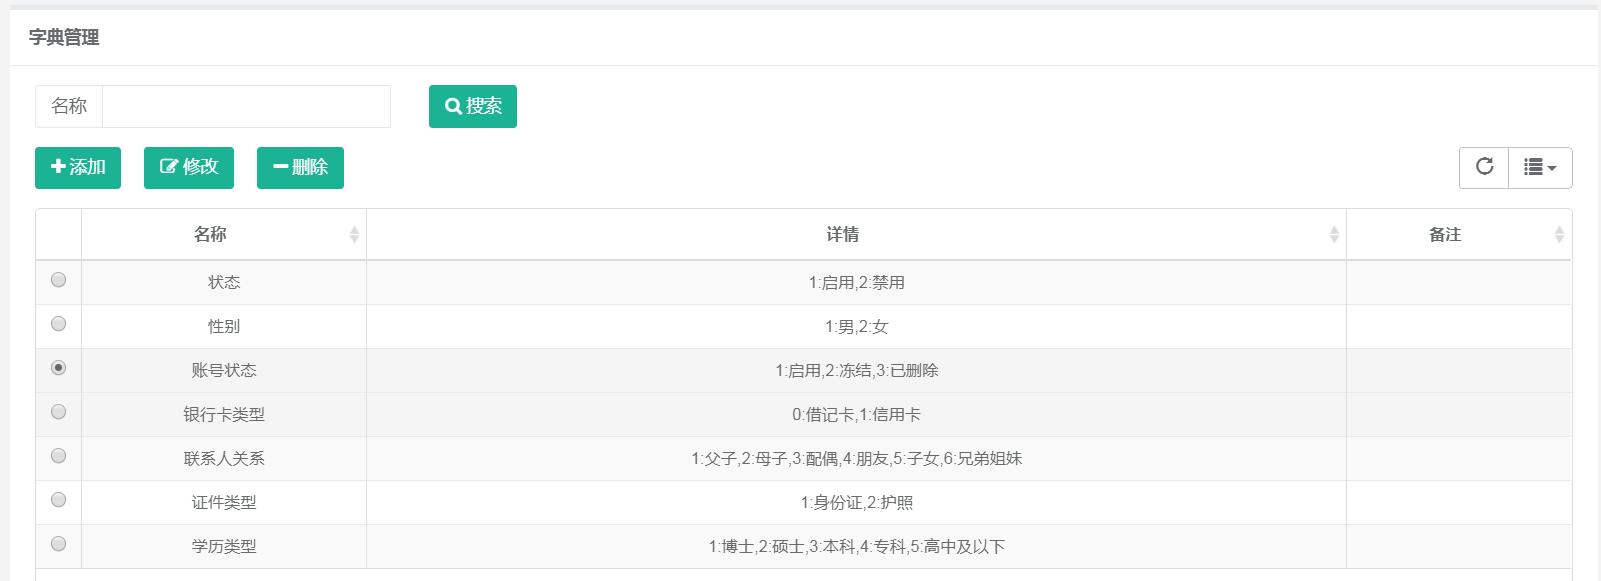 字典管理
名称 搜索
添加 修改 删除
名称 详情 备注
状态 1:启用,2:禁用
性别 1:男,2:女
账号状态 1:启用,2:冻结,3:已删除
银行卡类型 0:借记卡,1:信用卡
联系人关系 1:父子,2:母子,3:配偶,4:朋友,5:子女,6:兄弟姐妹
证件类型 1:身份证,2:护照
学历类型 1:博士,2:硕士,3:本科,4:专科,5:高中及以下